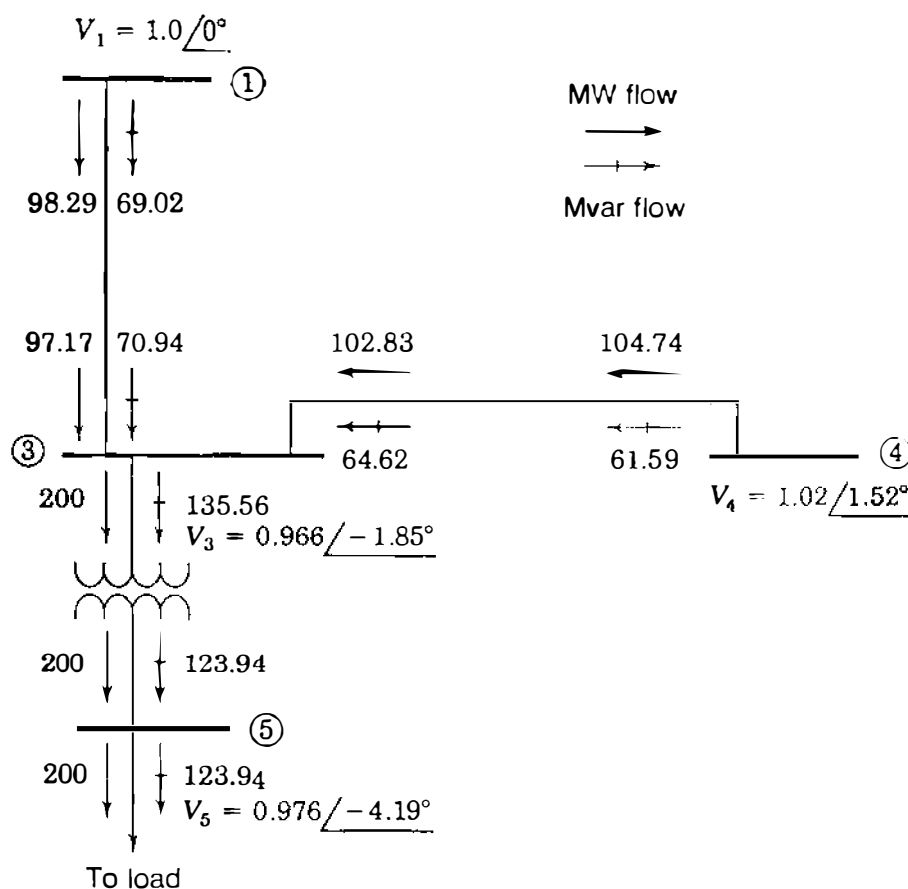 V₁ = 1.0 /0°
①
MW flow
Mvar flow
98.29 69.02
97.17 70.94
102.83 104.74
③
64.62 61.59
④
V₄ = 1.02 /1.52°
200 135.56
V₃ = 0.966 /−1.85°
200 123.94
⑤
200 123.94
V₅ = 0.976 /−4.19°
To load